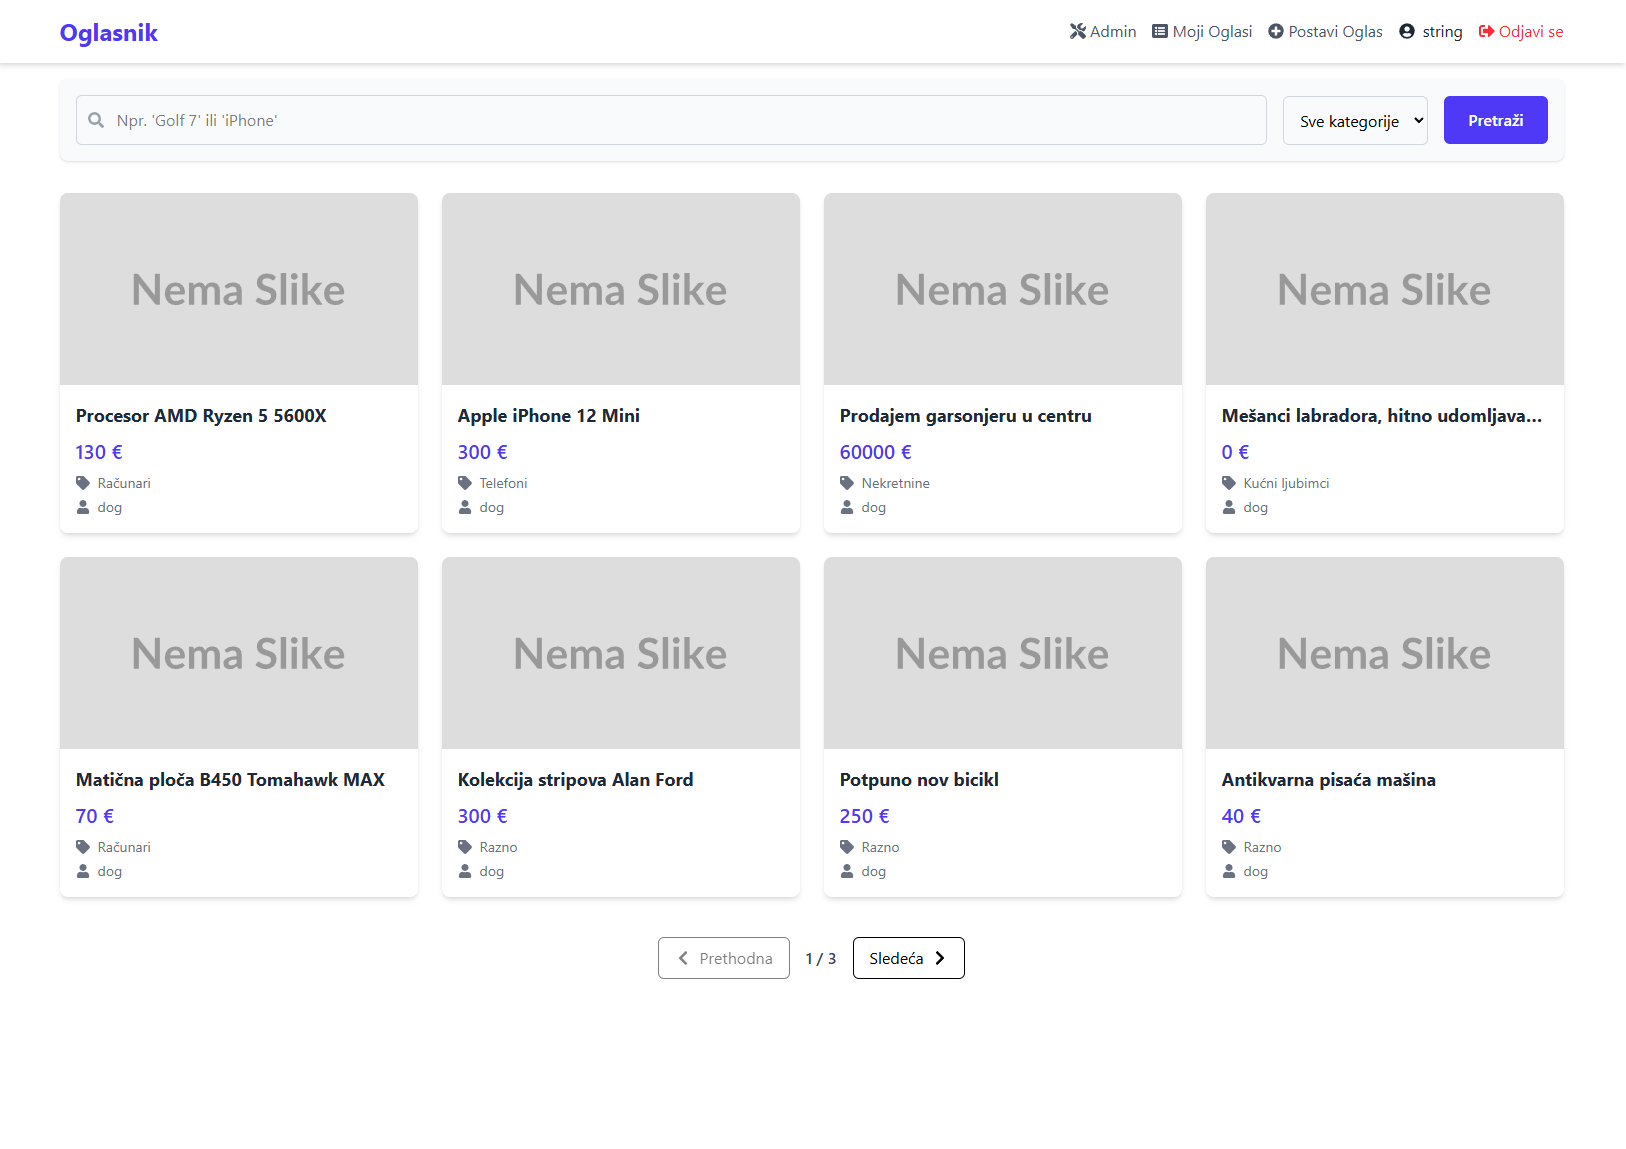 Oglasnik
Admin Moji Oglasi Postavi Oglas string Odjavi se
Npr. 'Golf 7' ili 'iPhone' Sve kategorije Pretraži
Nema Slike Nema Slike Nema Slike Nema Slike
Procesor AMD Ryzen 5 5600X
130 €
Računari
dog
Apple iPhone 12 Mini
300 €
Telefoni
dog
Prodajem garsonjeru u centru
60000 €
Nekretnine
dog
Mešanci labradora, hitno udomljava...
0 €
Kućni ljubimci
dog
Nema Slike Nema Slike Nema Slike Nema Slike
Matična ploča B450 Tomahawk MAX
70 €
Računari
dog
Kolekcija stripova Alan Ford
300 €
Razno
dog
Potpuno nov bicikl
250 €
Razno
dog
Antikvarna pisaća mašina
40 €
Razno
dog
Prethodna 1 / 3 Sledeća